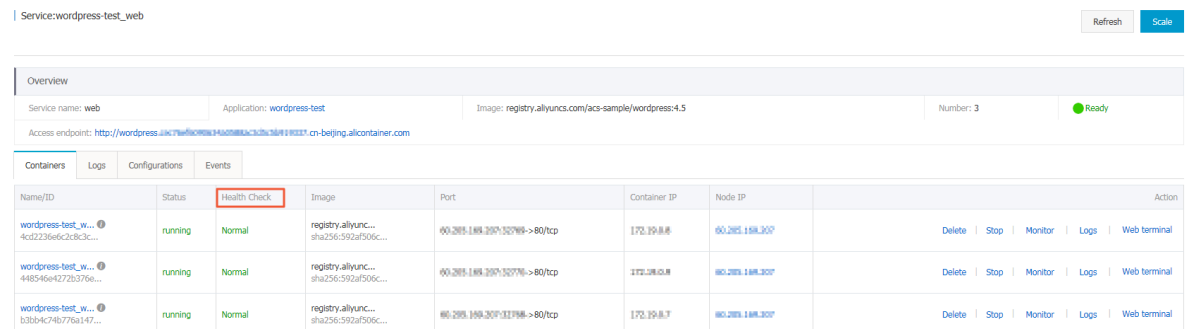 Service:wordpress-test_web
Refresh Scale
Overview
Service name: web Application: wordpress-test Image: registry.aliyuncs.com/acs-sample/wordpress:4.5 Number: 3 Ready
Access endpoint: http://wordpress. .cn-beijing.alicontainer.com
Containers Logs Configurations Events
Name/ID Status Health Check Image Port Container IP Node IP Action
wordpress-test_w... running Normal registry.aliyunc... ->80/tcp Delete Stop Monitor Logs Web terminal
4cd2236e6c2c8c3c... sha256:592af506c...
wordpress-test_w... running Normal registry.aliyunc... ->80/tcp Delete Stop Monitor Logs Web terminal
448546e4272b376e... sha256:592af506c...
wordpress-test_w... running Normal registry.aliyunc... ->80/tcp Delete Stop Monitor Logs Web terminal
b3bb4c74b776a147... sha256:592af506c...